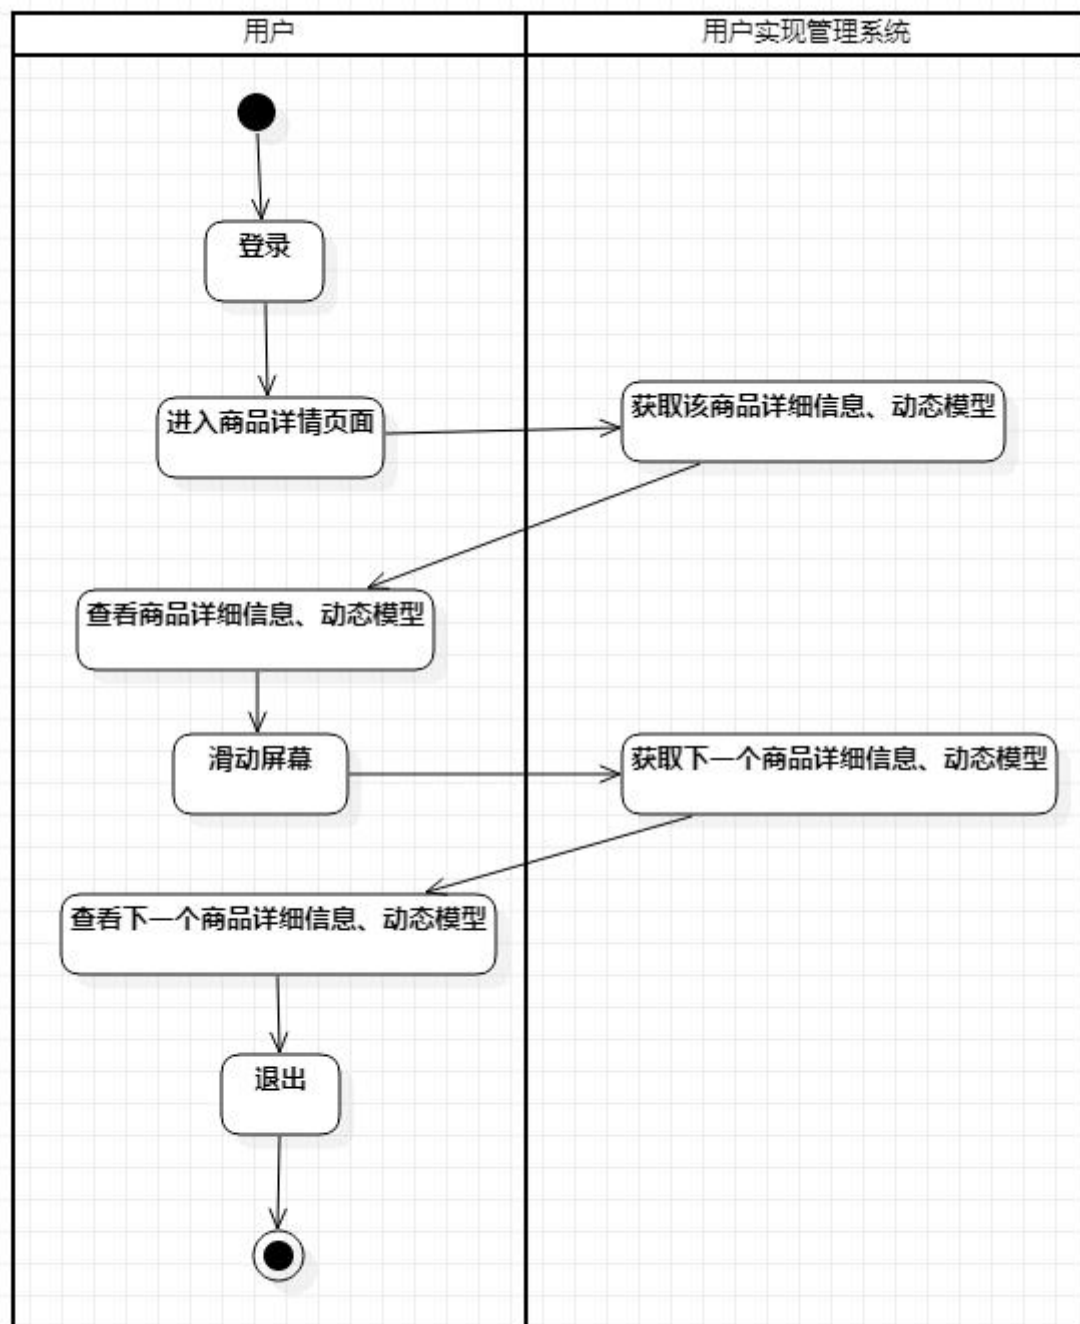 用户
用户实现管理系统
登录
进入商品详情页面
获取该商品详细信息、动态模型
查看商品详细信息、动态模型
滑动屏幕
获取下一个商品详细信息、动态模型
查看下一个商品详细信息、动态模型
退出